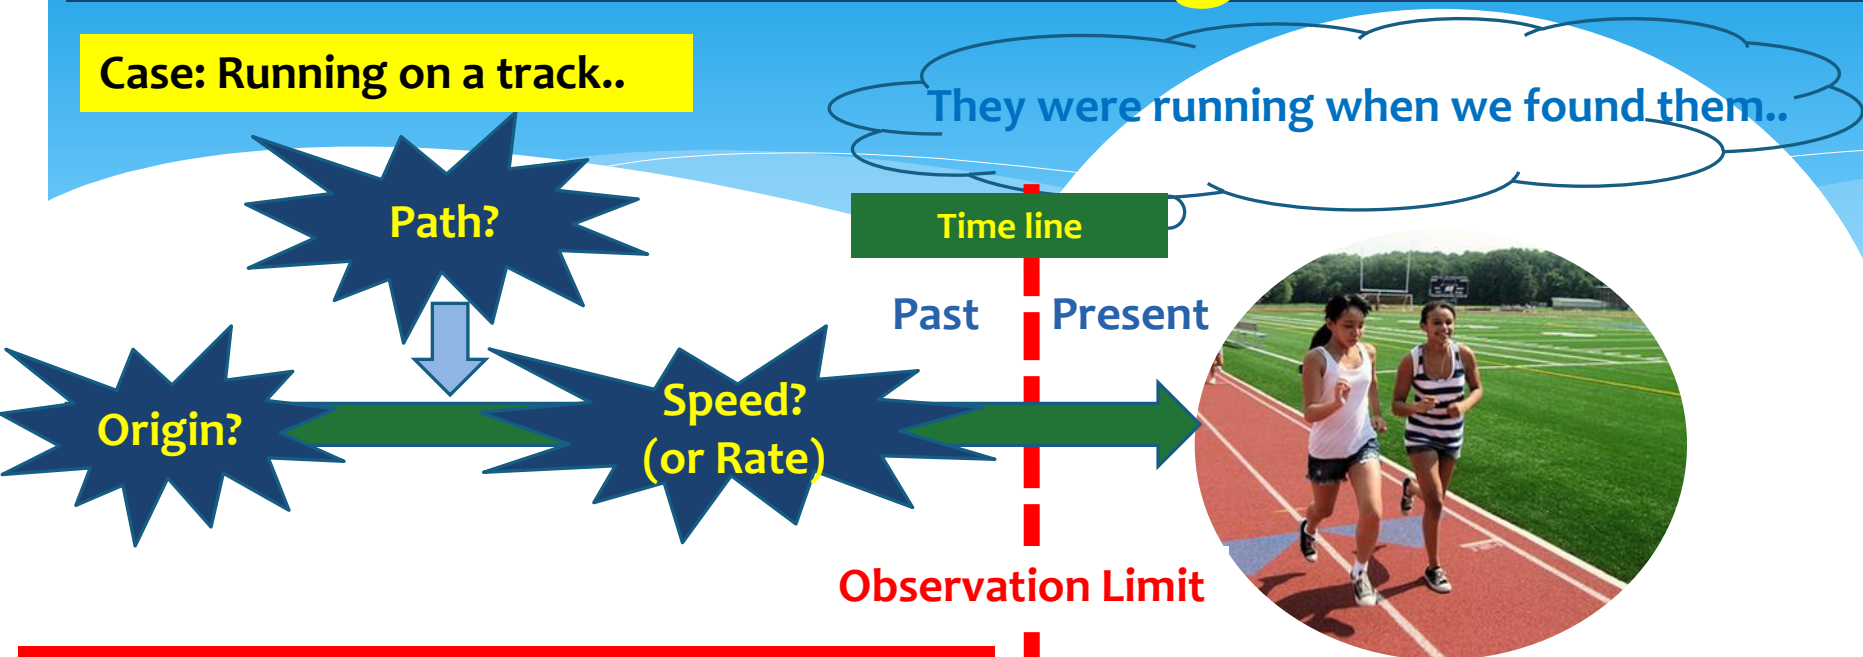 Case: Running on a track..
They were running when we found them..
Path?
Time line
Past
Present
Origin?
Speed?
(or Rate)
Observation Limit